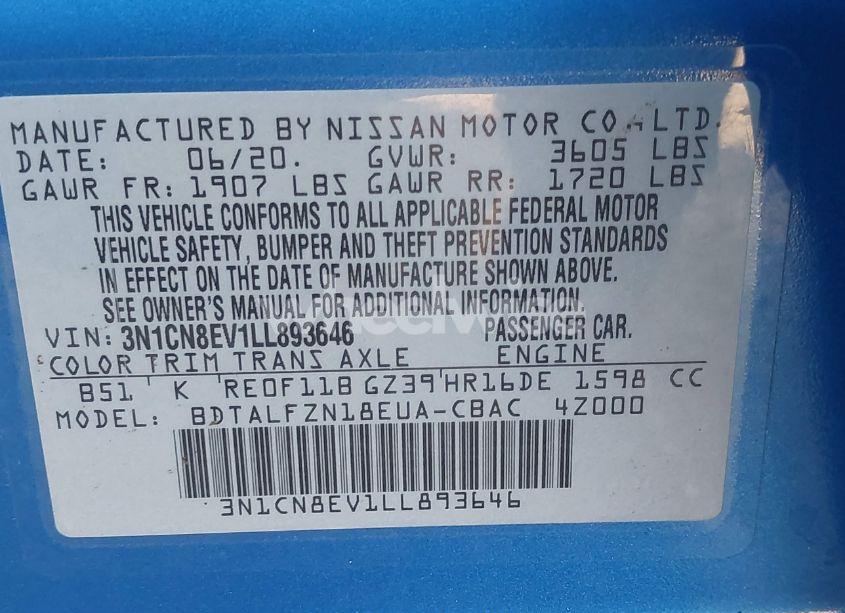 MANUFACTURED BY NISSAN MOTOR CO., LTD.
DATE: 06/20. GVWR: 3605 LBS
GAWR FR: 1907 LBS GAWR RR: 1720 LBS
THIS VEHICLE CONFORMS TO ALL APPLICABLE FEDERAL MOTOR
VEHICLE SAFETY, BUMPER AND THEFT PREVENTION STANDARDS
IN EFFECT ON THE DATE OF MANUFACTURE SHOWN ABOVE.
SEE OWNER'S MANUAL FOR ADDITIONAL INFORMATION.
VIN: 3N1CN8EV1LL893646 PASSENGER CAR.
COLOR TRIM TRANS AXLE ENGINE
B51 K RE0F11B GZ39 HR16DE 1598 CC
MODEL: BDTALFZN18EUA-CBAC 4Z000
3N1CN8EV1LL893646